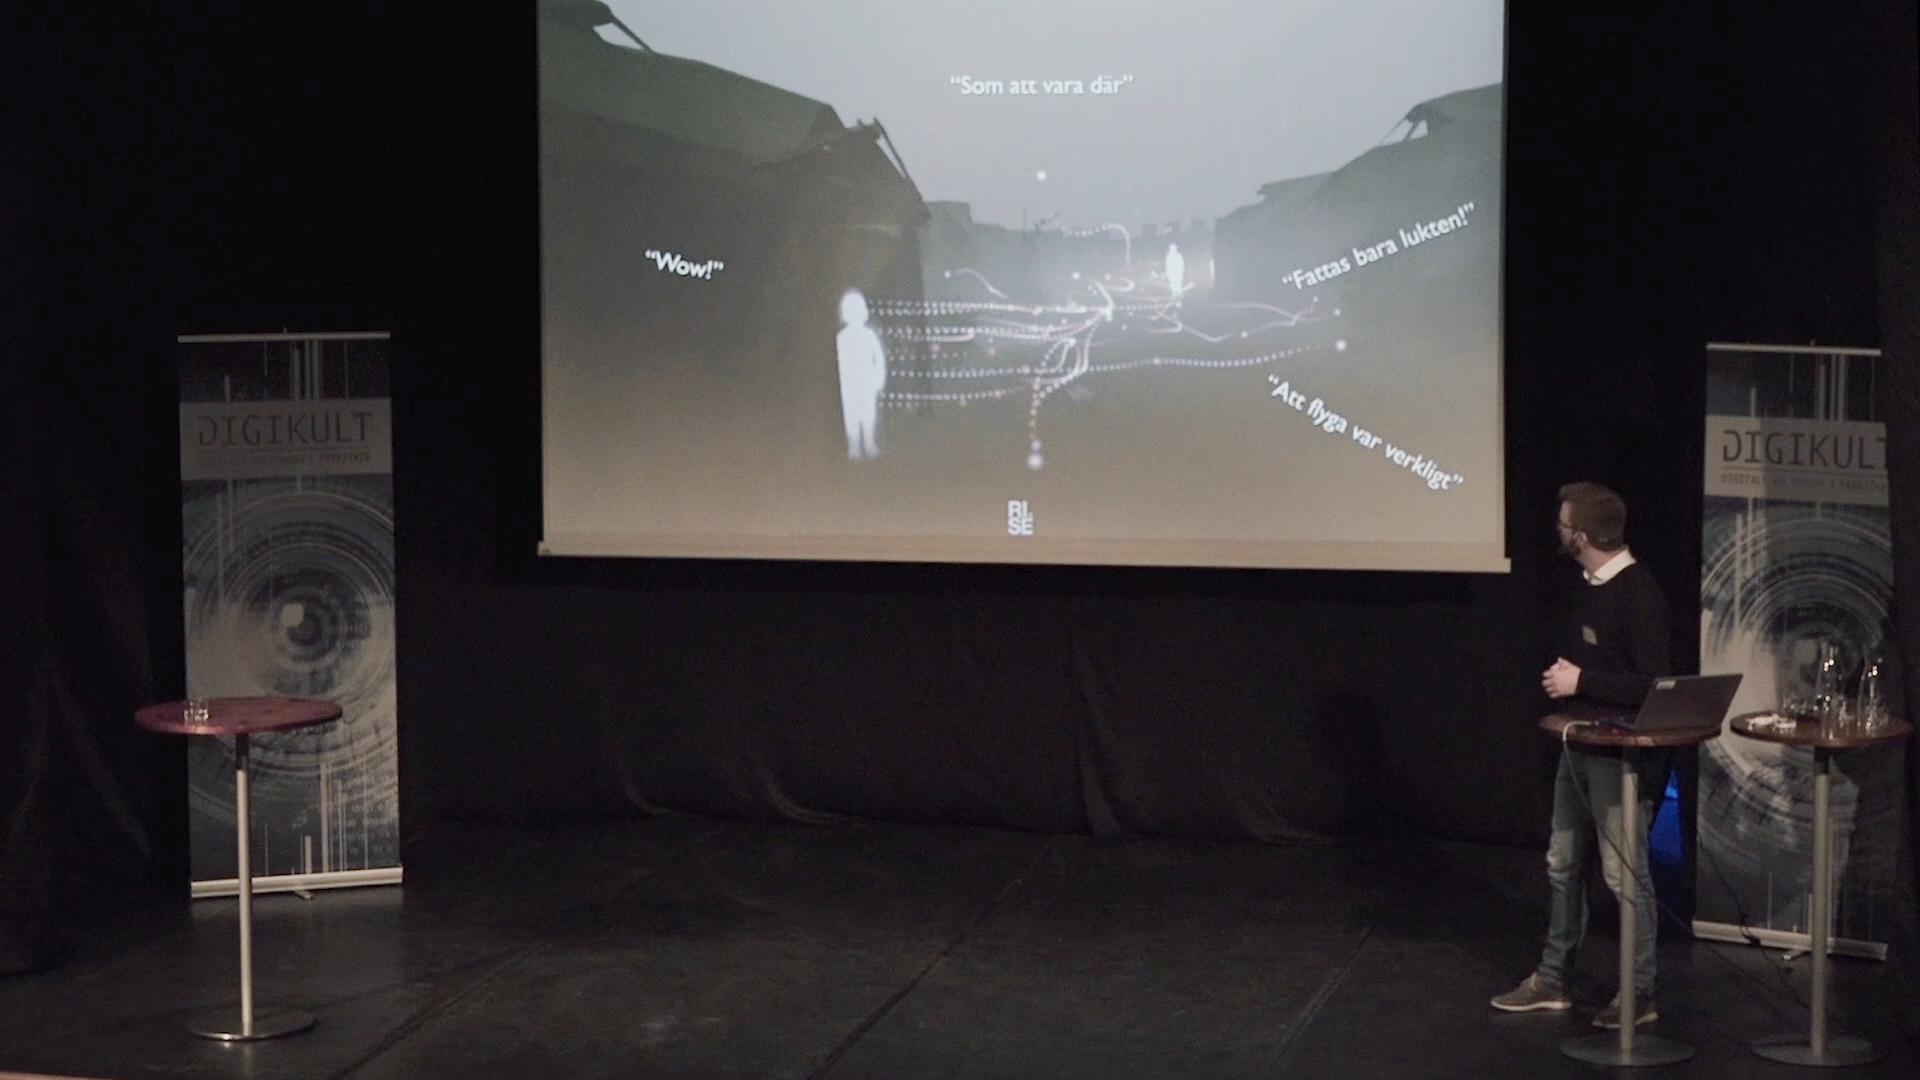 “Som att vara där”
“Wow!”
“Fattas bara lukten!”
“Att flyga var verkligt”
RI.
SE
DIGIKULT
DIGIKULT